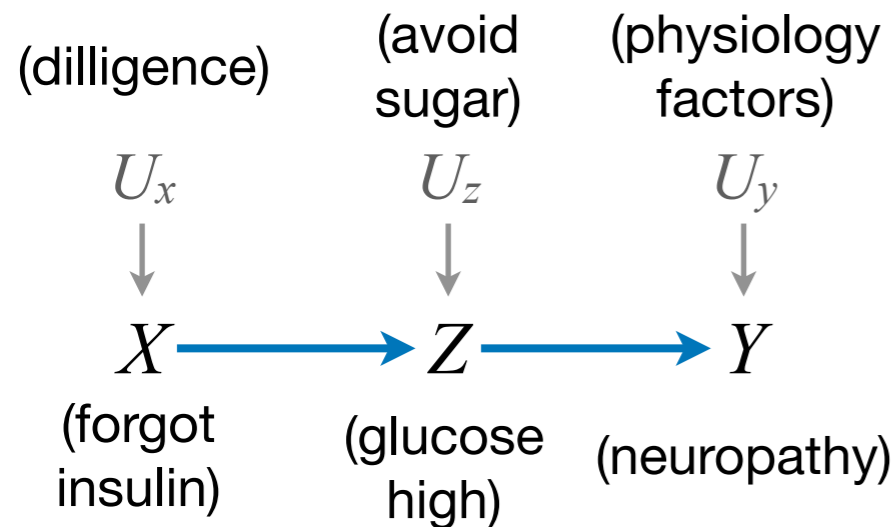 (dilligence)
(avoid
sugar)
(physiology
factors)
Ux
Uz
Uy
X
Z
Y
(forgot
insulin)
(glucose
high)
(neuropathy)